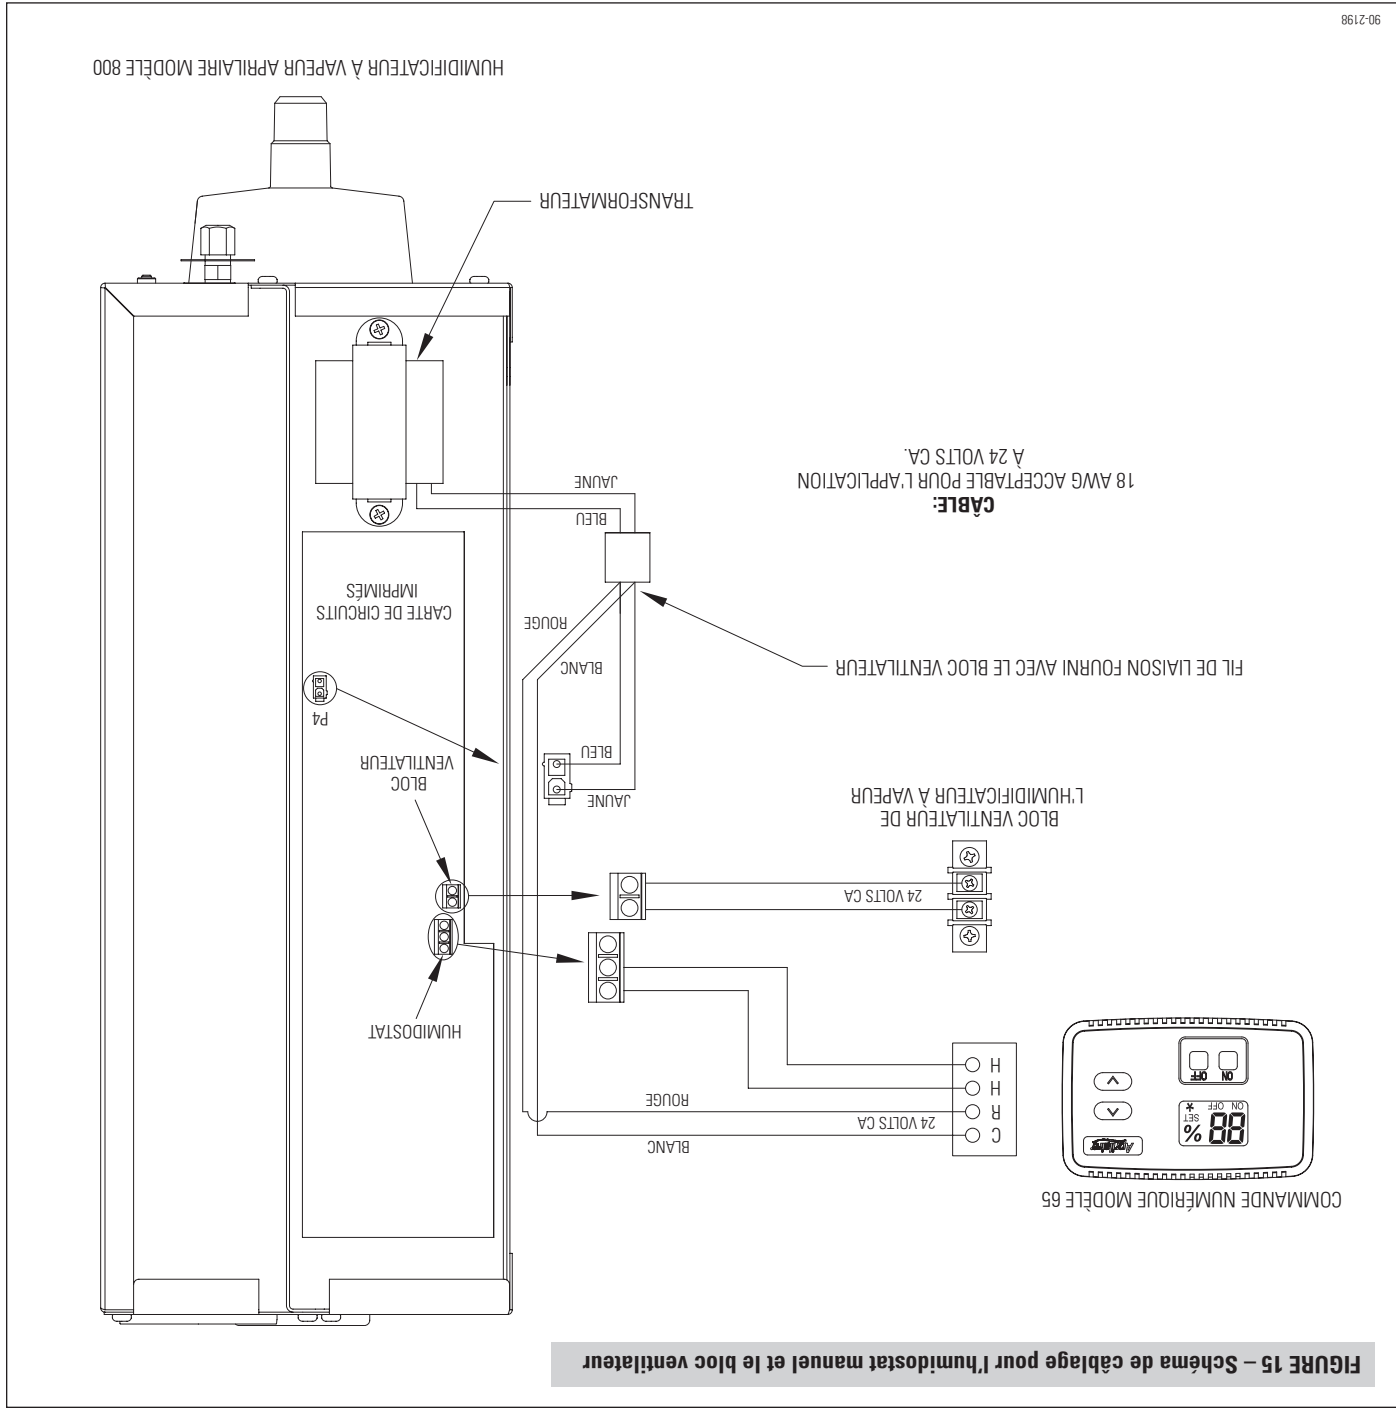 FIGURE 15 – Schéma de câblage pour l'humidostat manuel et le bloc ventilateur
COMMANDE NUMÉRIQUE MODÈLE 65
Aprilaire
88 %
SET
ON OFF
ON OFF
C
R
H
H
BLANC
24 VOLTS CA
ROUGE
HUMIDOSTAT
24 VOLTS CA
BLOC VENTILATEUR DE
L'HUMIDIFICATEUR À VAPEUR
BLOC
VENTILATEUR
JAUNE
BLEU
P4
FIL DE LIAISON FOURNI AVEC LE BLOC VENTILATEUR
BLANC
ROUGE
CARTE DE CIRCUITS
IMPRIMÉS
CÂBLE:
18 AWG ACCEPTABLE POUR L'APPLICATION
À 24 VOLTS CA.
BLEU
JAUNE
TRANSFORMATEUR
HUMIDIFICATEUR À VAPEUR APRILAIRE MODÈLE 800
90-2198